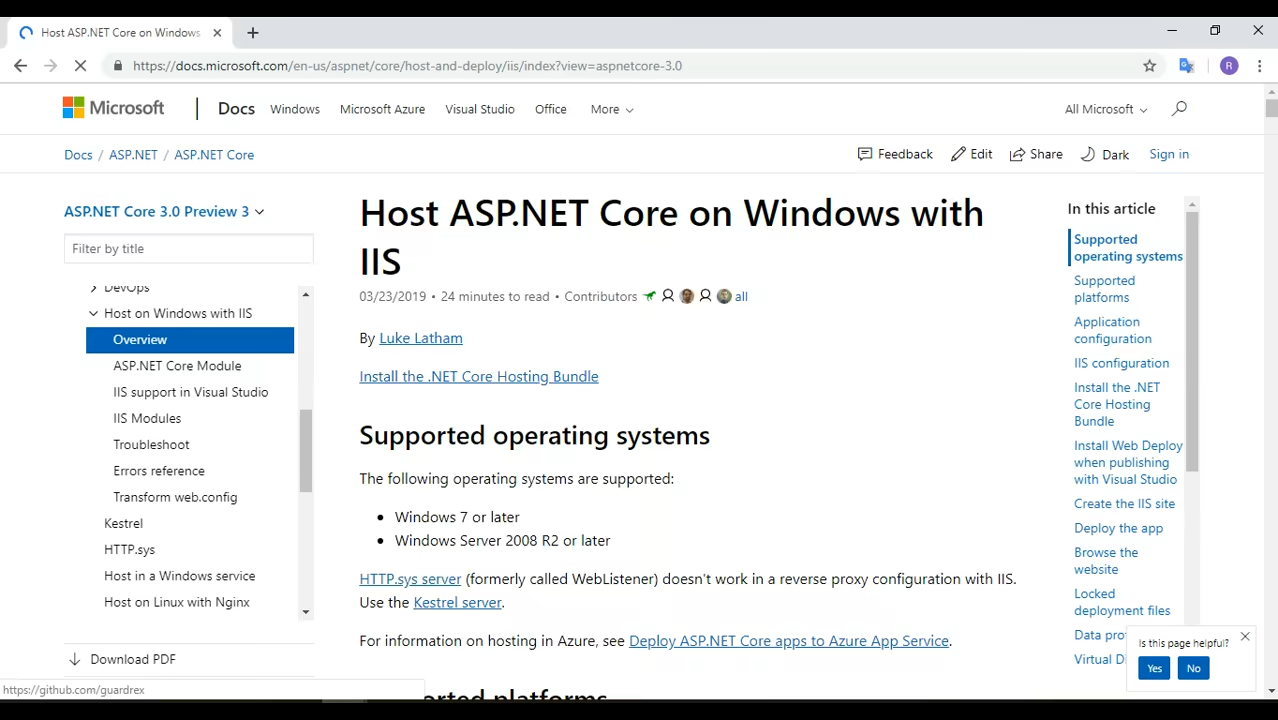 Host ASP.NET Core on Windows
https://docs.microsoft.com/en-us/aspnet/core/host-and-deploy/iis/index?view=aspnetcore-3.0
R
Microsoft
Docs
Windows
Microsoft Azure
Visual Studio
Office
More
All Microsoft
Docs / ASP.NET / ASP.NET Core
Feedback
Edit
Share
Dark
Sign in
ASP.NET Core 3.0 Preview 3
Filter by title
DevOps
Host on Windows with IIS
Overview
ASP.NET Core Module
IIS support in Visual Studio
IIS Modules
Troubleshoot
Errors reference
Transform web.config
Kestrel
HTTP.sys
Host in a Windows service
Host on Linux with Nginx
Download PDF
Host ASP.NET Core on Windows with
IIS
03/23/2019 • 24 minutes to read • Contributors all
By Luke Latham
Install the .NET Core Hosting Bundle
Supported operating systems
The following operating systems are supported:
• Windows 7 or later
• Windows Server 2008 R2 or later
HTTP.sys server (formerly called WebListener) doesn't work in a reverse proxy configuration with IIS.
Use the Kestrel server.
For information on hosting in Azure, see Deploy ASP.NET Core apps to Azure App Service.
Supported platforms
In this article
Supported
operating systems
Supported
platforms
Application
configuration
IIS configuration
Install the .NET
Core Hosting
Bundle
Install Web Deploy
when publishing
with Visual Studio
Create the IIS site
Deploy the app
Browse the
website
Locked
deployment files
Data pro
Virtual D
Is this page helpful?
Yes
No
https://github.com/guardrex